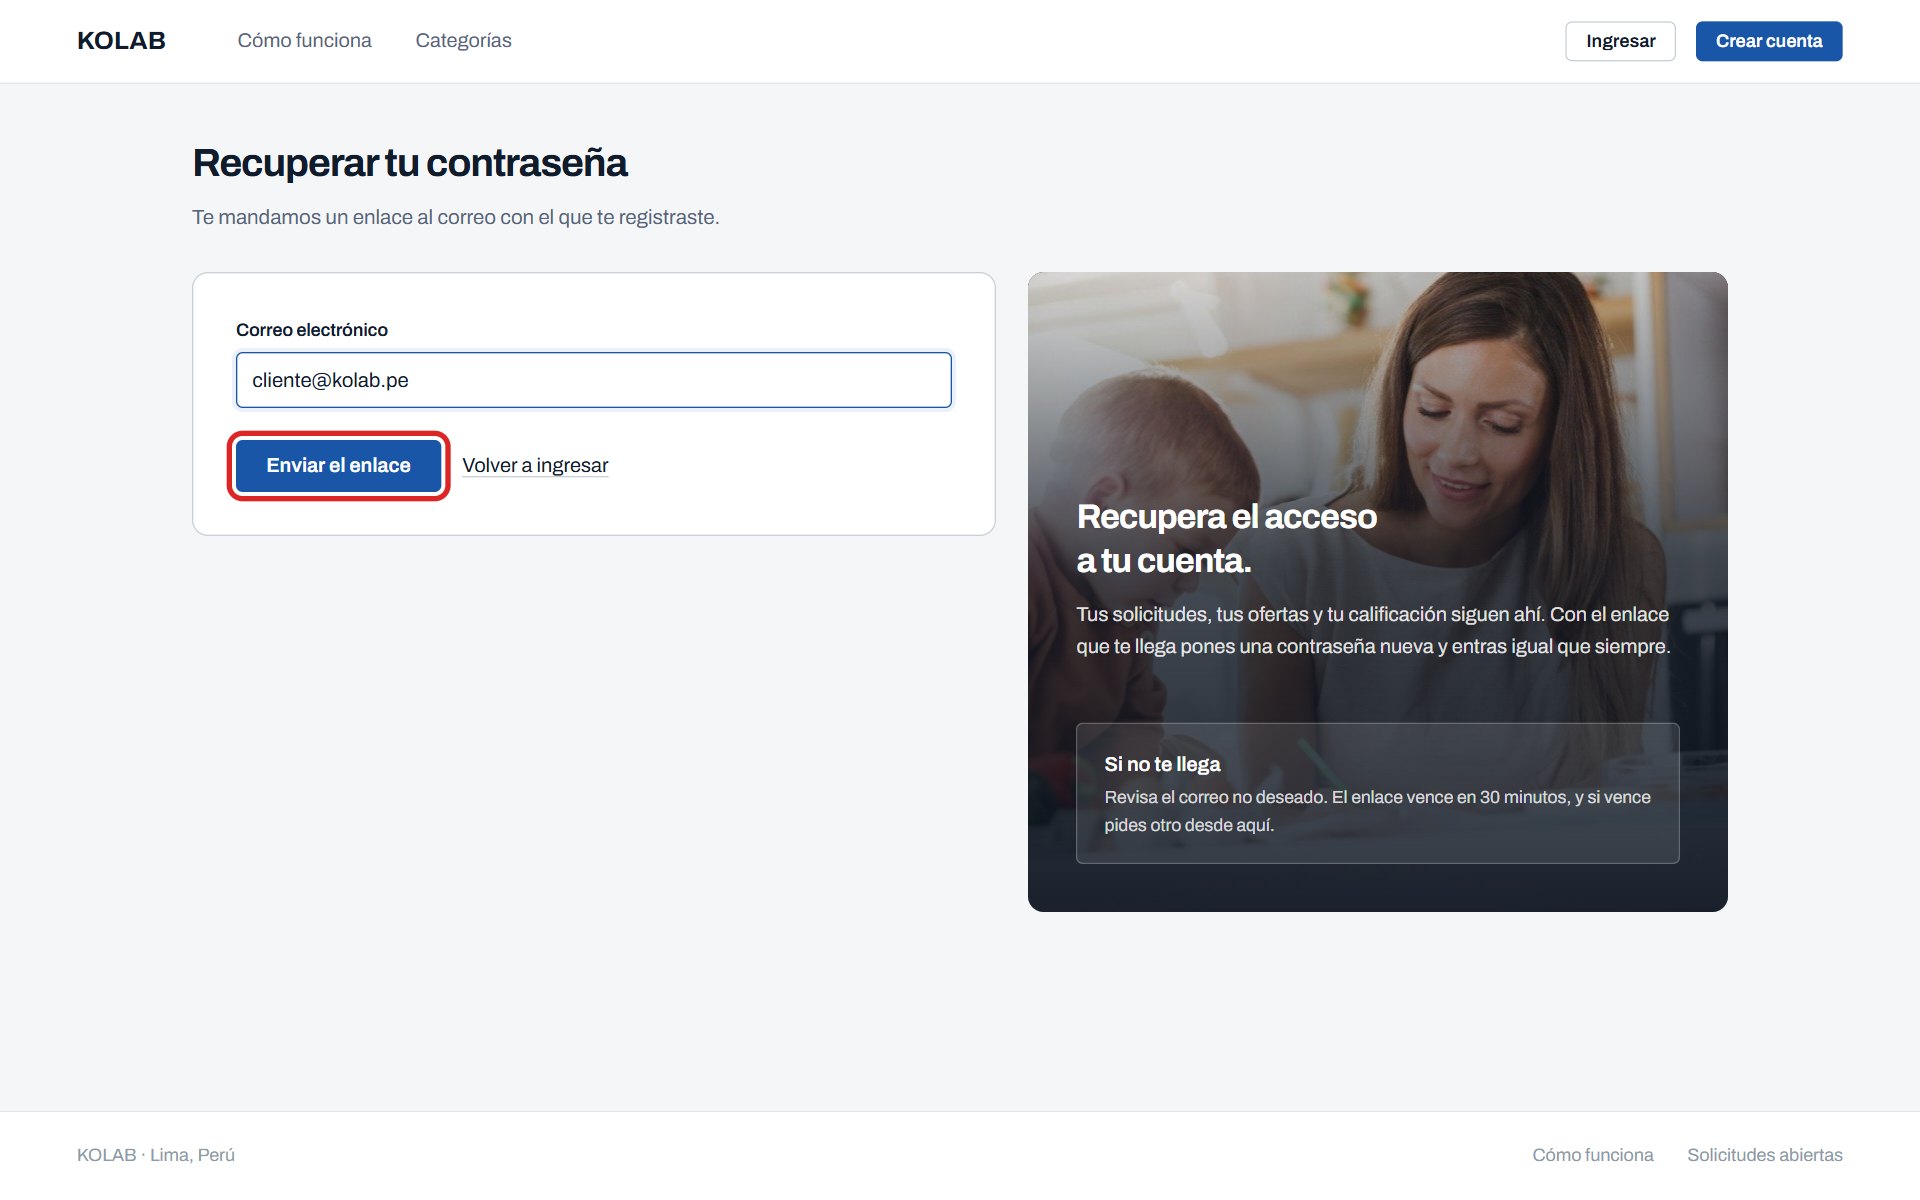 KOLAB
Cómo funciona
Categorías
Ingresar
Crear cuenta
Recuperar tu contraseña
Te mandamos un enlace al correo con el que te registraste.
Correo electrónico
cliente@kolab.pe
Enviar el enlace
Volver a ingresar
Recupera el acceso
a tu cuenta.
Tus solicitudes, tus ofertas y tu calificación siguen ahí. Con el enlace
que te llega pones una contraseña nueva y entras igual que siempre.
Si no te llega
Revisa el correo no deseado. El enlace vence en 30 minutos, y si vence
pides otro desde aquí.
KOLAB · Lima, Perú
Cómo funciona
Solicitudes abiertas